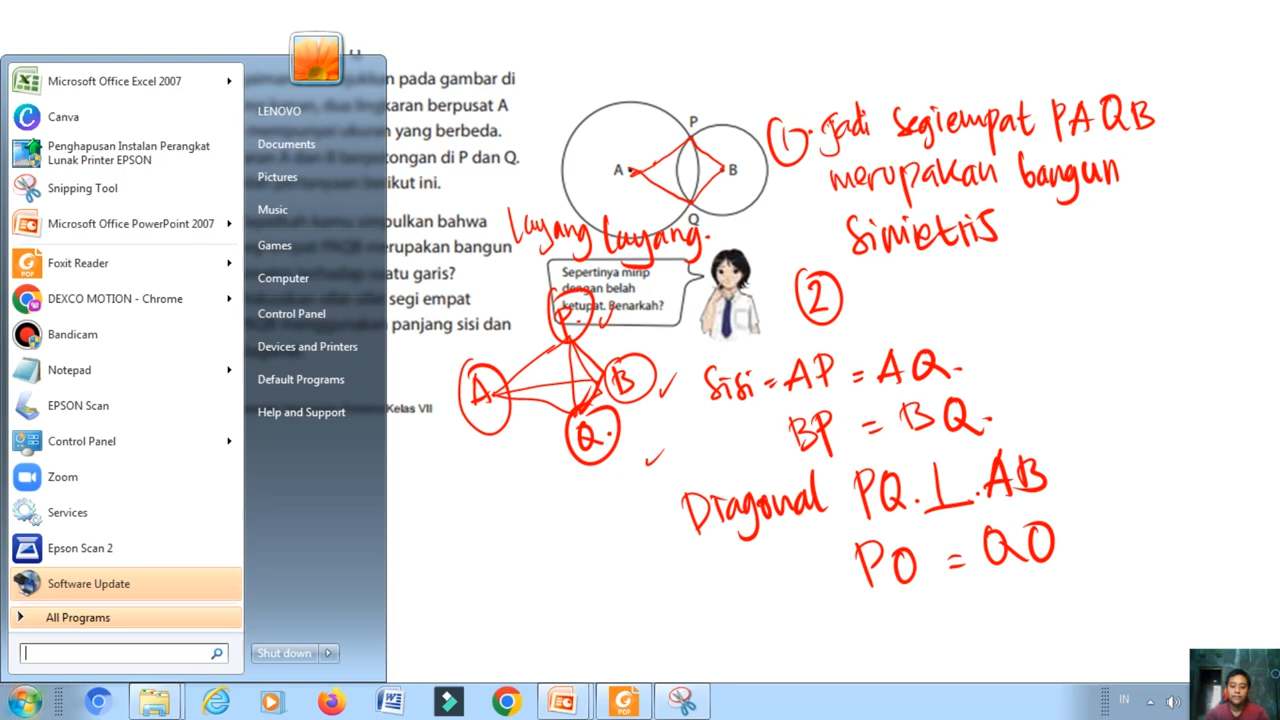 Microsoft Office Excel 2007
Canva
Penghapusan Instalan Perangkat
Lunak Printer EPSON
Snipping Tool
Microsoft Office PowerPoint 2007
Foxit Reader
DEXCO MOTION - Chrome
Bandicam
Notepad
EPSON Scan
Control Panel
Zoom
Services
Epson Scan 2
Software Update
All Programs
LENOVO
Documents
Pictures
Music
Games
Computer
Control Panel
Devices and Printers
Default Programs
Help and Support
Shut down
pada gambar di
berpusat A
yang berbeda.
di P dan Q.
berikut ini.
simpulkan bahwa
merupakan bangun
garis?
segi empat
panjang sisi dan
Kelas VII
P
A
B
Q
Layang layang.
Sepertinya mirip
dengan belah
ketupat. Benarkah?
P.
A
B
Q.
1. jadi segiempat PAQB
merupakan bangun
simetris
2
Sisi = AP = AQ.
BP = BQ.
Diagonal PQ. ⊥ . AB
PO = QO
IN